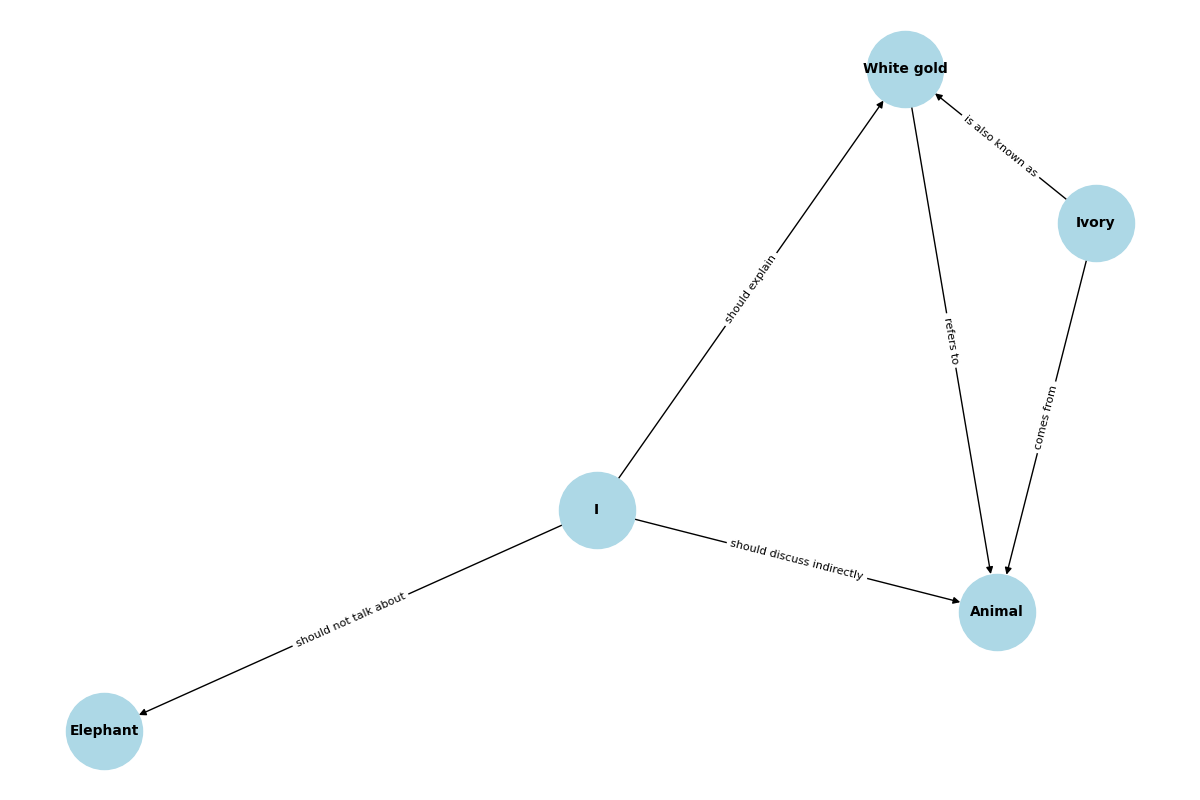 White gold
is also known as
Ivory
should explain
refers to
comes from
I
should discuss indirectly
should not talk about
Animal
Elephant